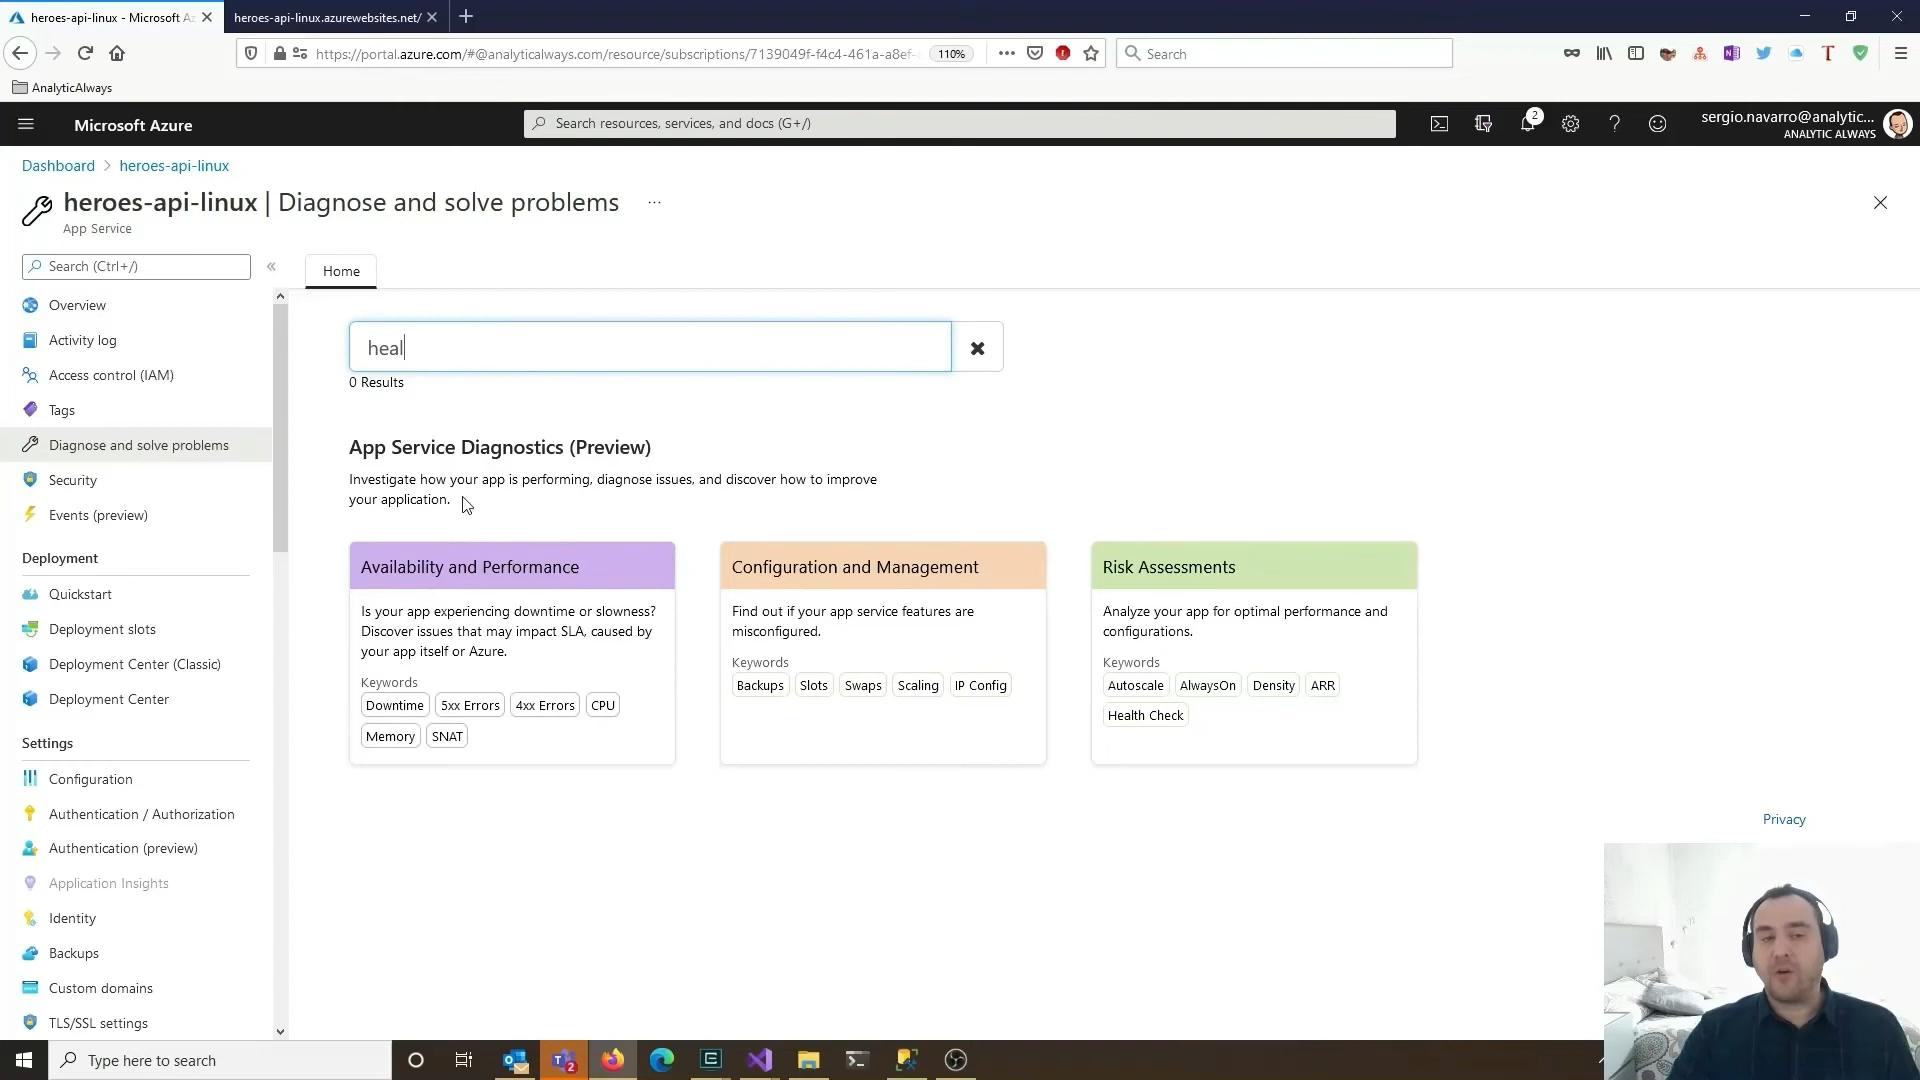 heroes-api-linux - Microsoft Az
heroes-api-linux.azurewebsites.net/
https://portal.azure.com/#@analyticalways.com/resource/subscriptions/7139049f-f4c4-461a-a8ef-
110%
Search
AnalyticAlways
Microsoft Azure
Search resources, services, and docs (G+/)
2
sergio.navarro@analytic...
ANALYTIC ALWAYS
Dashboard > heroes-api-linux
heroes-api-linux | Diagnose and solve problems ...
App Service
Search (Ctrl+/)
«
Overview
Activity log
Access control (IAM)
Tags
Diagnose and solve problems
Security
Events (preview)
Deployment
Quickstart
Deployment slots
Deployment Center (Classic)
Deployment Center
Settings
Configuration
Authentication / Authorization
Authentication (preview)
Application Insights
Identity
Backups
Custom domains
TLS/SSL settings
Home
heal
0 Results
App Service Diagnostics (Preview)
Investigate how your app is performing, diagnose issues, and discover how to improve
your application.
Availability and Performance
Is your app experiencing downtime or slowness?
Discover issues that may impact SLA, caused by
your app itself or Azure.
Keywords
Downtime 5xx Errors 4xx Errors CPU
Memory SNAT
Configuration and Management
Find out if your app service features are
misconfigured.
Keywords
Backups Slots Swaps Scaling IP Config
Risk Assessments
Analyze your app for optimal performance and
configurations.
Keywords
Autoscale AlwaysOn Density ARR
Health Check
Privacy
Type here to search
2